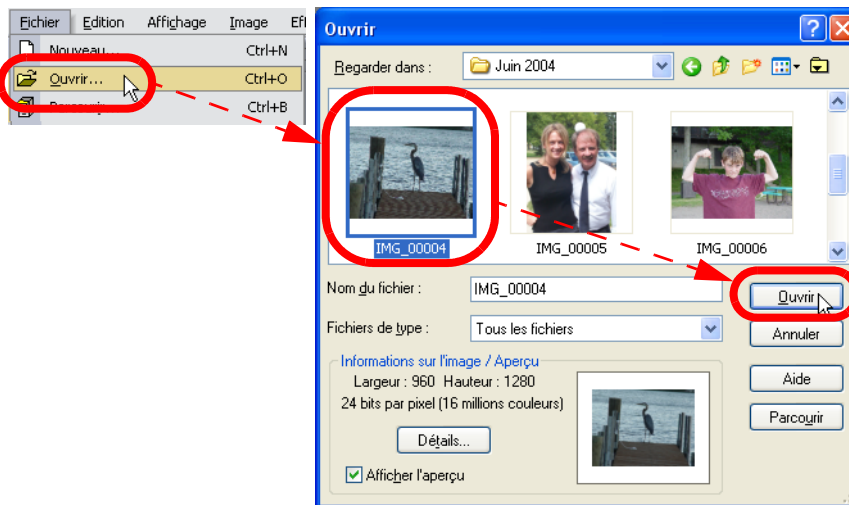 Fichier Edition Affichage Image Eff
Nouveau... Ctrl+N
Ouvrir... Ctrl+O
Parcourir... Ctrl+B
Ouvrir
Regarder dans : Juin 2004
IMG_00004 IMG_00005 IMG_00006
Nom du fichier : IMG_00004 Ouvrir
Fichiers de type : Tous les fichiers Annuler
Informations sur l'image / Aperçu
Largeur : 960 Hauteur : 1280 Aide
24 bits par pixel (16 millions couleurs)
Parcourir
Détails...
Afficher l'aperçu